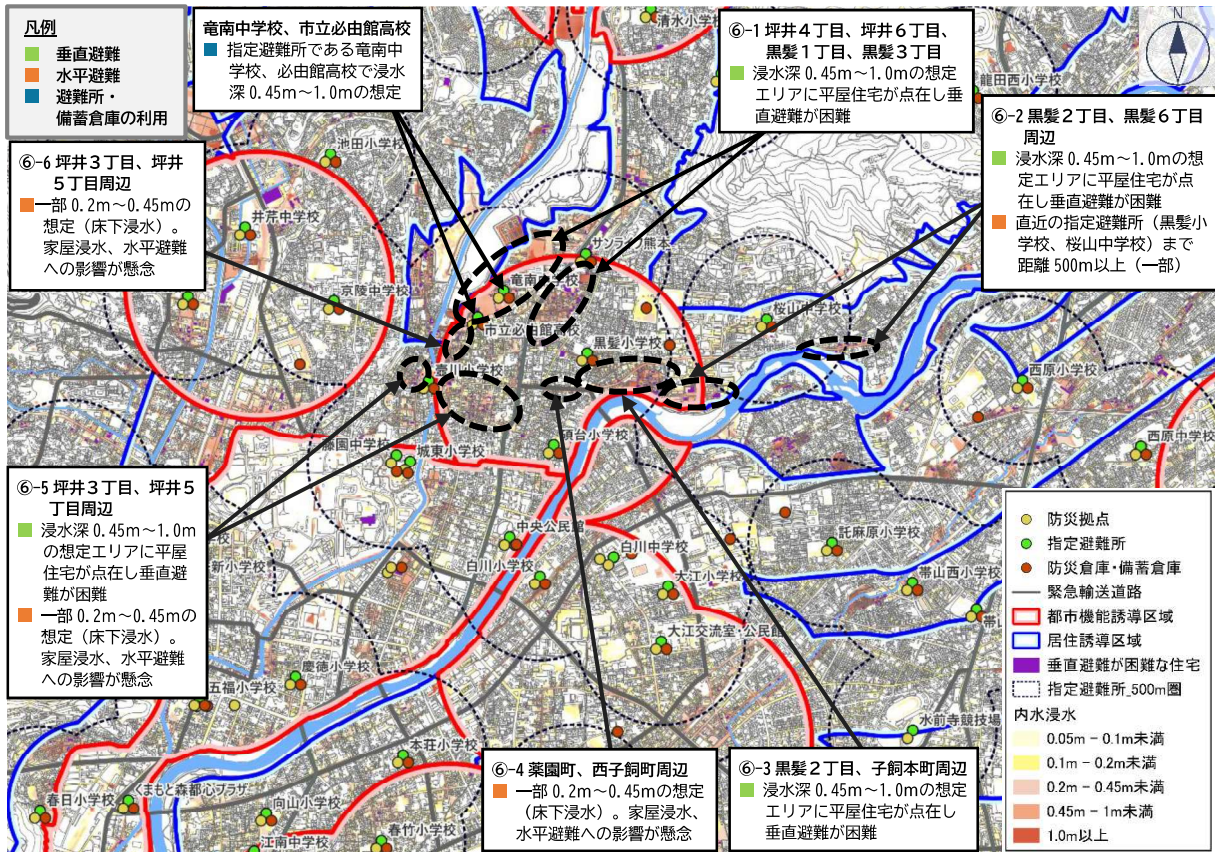 凡例
垂直避難
水平避難
避難所・
備蓄倉庫の利用
竜南中学校、市立必由館高校
指定避難所である竜南中
学校、必由館高校で浸水
深0.45m～1.0mの想定
⑥-1 坪井4丁目、坪井6丁目、
黒髪1丁目、黒髪3丁目
浸水深0.45m～1.0mの想定
エリアに平屋住宅が点在し垂
直避難が困難
N
⑥-2 黒髪2丁目、黒髪6丁目
周辺
浸水深0.45m～1.0mの想
定エリアに平屋住宅が点
在し垂直避難が困難
直近の指定避難所（黒髪小
学校、桜山中学校）まで
距離500m以上（一部）
⑥-6 坪井3丁目、坪井
5丁目周辺
一部0.2m～0.45mの
想定（床下浸水）。
家屋浸水、水平避難
への影響が懸念
清水小学校
龍田西小学校
池田小学校
井芹中学校
京陵中学校
サンライフ熊本
竜南中学校
市立必由館高校
桜山中学校
黒髪小学校
壺川小学校
西原小学校
西原中学校
藤園中学校
城東小学校
碩台小学校
託麻原小学校
中央公民館
白川中学校
白川小学校
大江小学校
帯山西小学校
帯山
大江交流室・公民館
新小学校
慶徳小学校
五福小学校
水前寺競技場
本荘小学校
春日小学校
くまもと森都心プラザ
向山小学校
江南中学校
春竹小学校
⑥-5 坪井3丁目、坪井5
丁目周辺
浸水深0.45m～1.0m
の想定エリアに平屋
住宅が点在し垂直避
難が困難
一部0.2m～0.45mの
想定（床下浸水）。
家屋浸水、水平避難
への影響が懸念
⑥-4 薬園町、西子飼町周辺
一部0.2m～0.45mの想定
（床下浸水）。家屋浸水、
水平避難への影響が懸念
⑥-3 黒髪2丁目、子飼本町周辺
浸水深0.45m～1.0mの想定
エリアに平屋住宅が点在し
垂直避難が困難
防災拠点
指定避難所
防災倉庫・備蓄倉庫
緊急輸送道路
都市機能誘導区域
居住誘導区域
垂直避難が困難な住宅
指定避難所_500m圏
内水浸水
0.05m - 0.1m未満
0.1m - 0.2m未満
0.2m - 0.45m未満
0.45m - 1m未満
1.0m以上